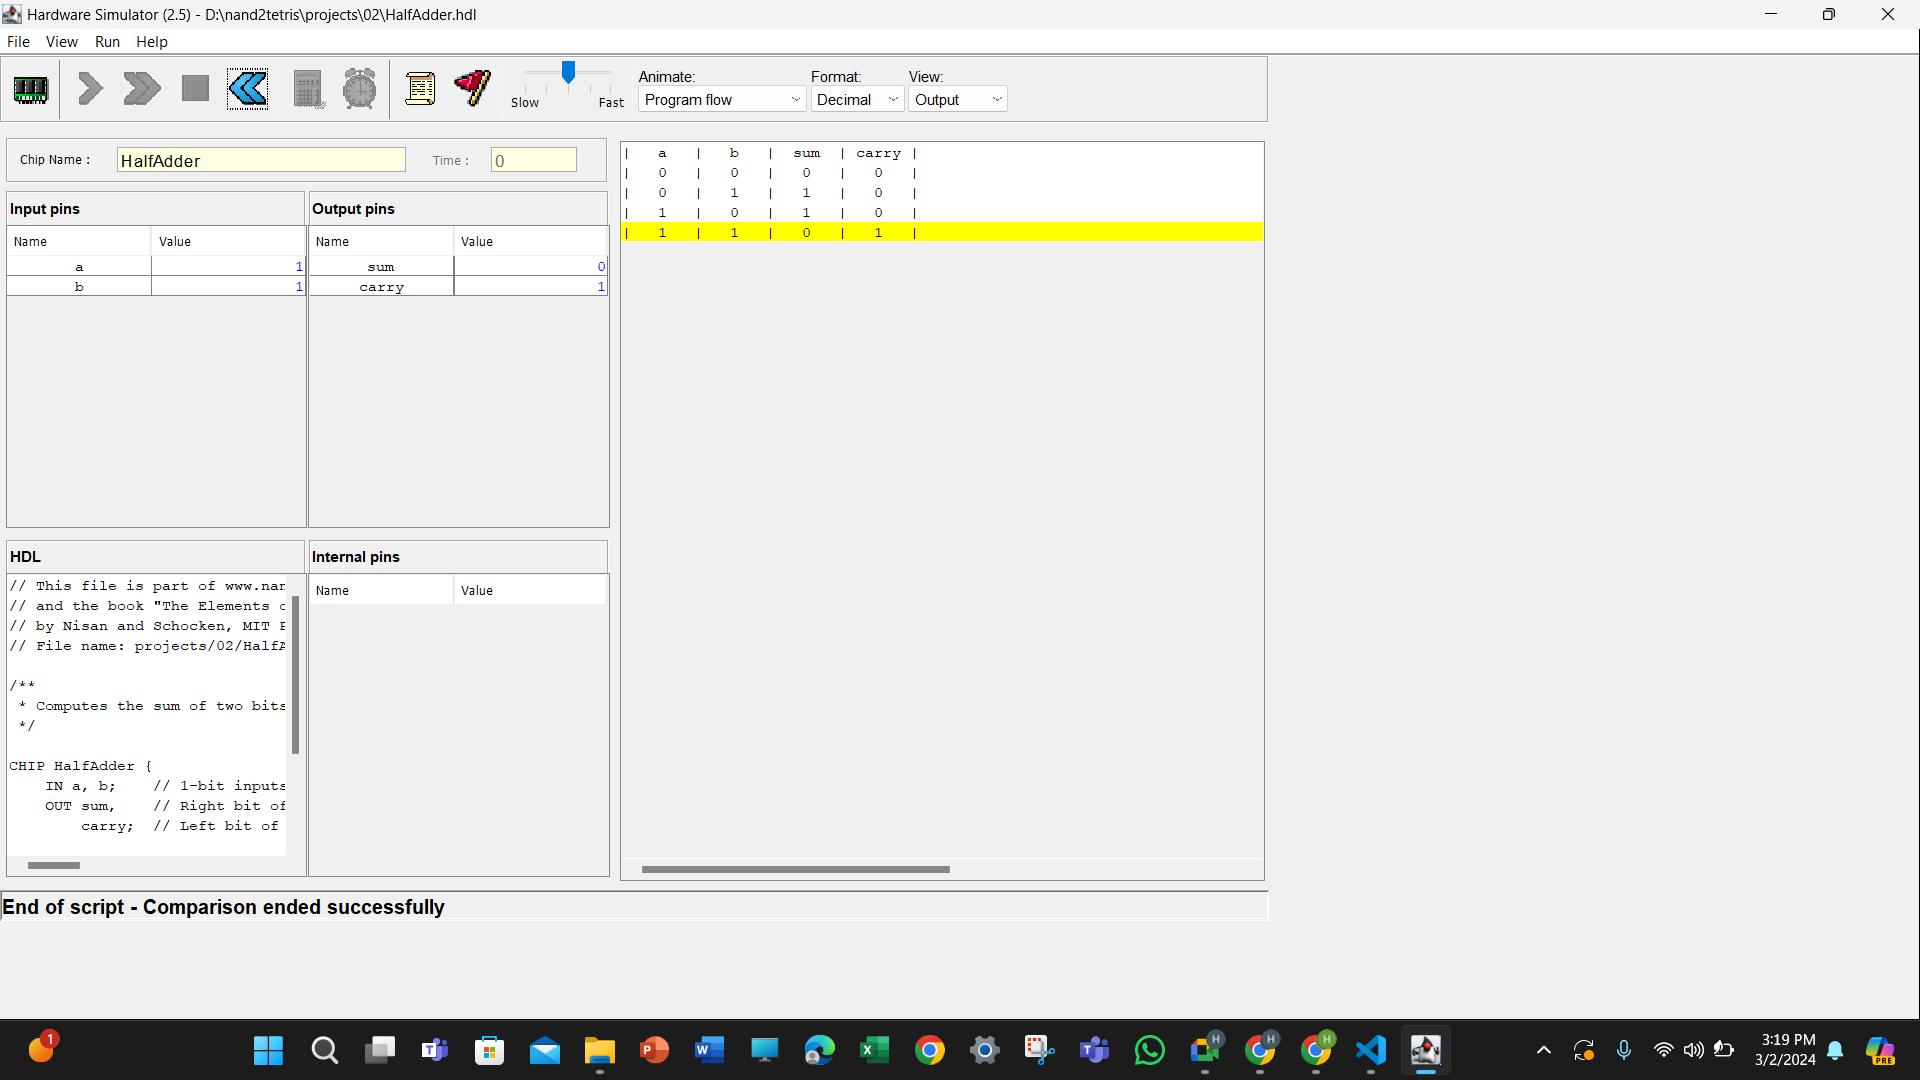 Hardware Simulator (2.5) - D:\nand2tetris\projects\02\HalfAdder.hdl
File View Run Help
Slow Fast
Animate: Format: View:
Program flow Decimal Output
Chip Name : HalfAdder Time : 0
Input pins Output pins
Name Value Name Value
a 1 sum 0
b 1 carry 1
| a | b | sum | carry |
| 0 | 0 | 0 | 0 |
| 0 | 1 | 1 | 0 |
| 1 | 0 | 1 | 0 |
| 1 | 1 | 0 | 1 |
HDL
// This file is part of www.nan
// and the book "The Elements
// by Nisan and Schocken, MIT
// File name: projects/02/Half
/**
* Computes the sum of two bits
*/
CHIP HalfAdder {
IN a, b; // 1-bit inputs
OUT sum, // Right bit of
carry; // Left bit of
Internal pins
Name Value
End of script - Comparison ended successfully
1
H H H
3:19 PM
3/2/2024
PRE